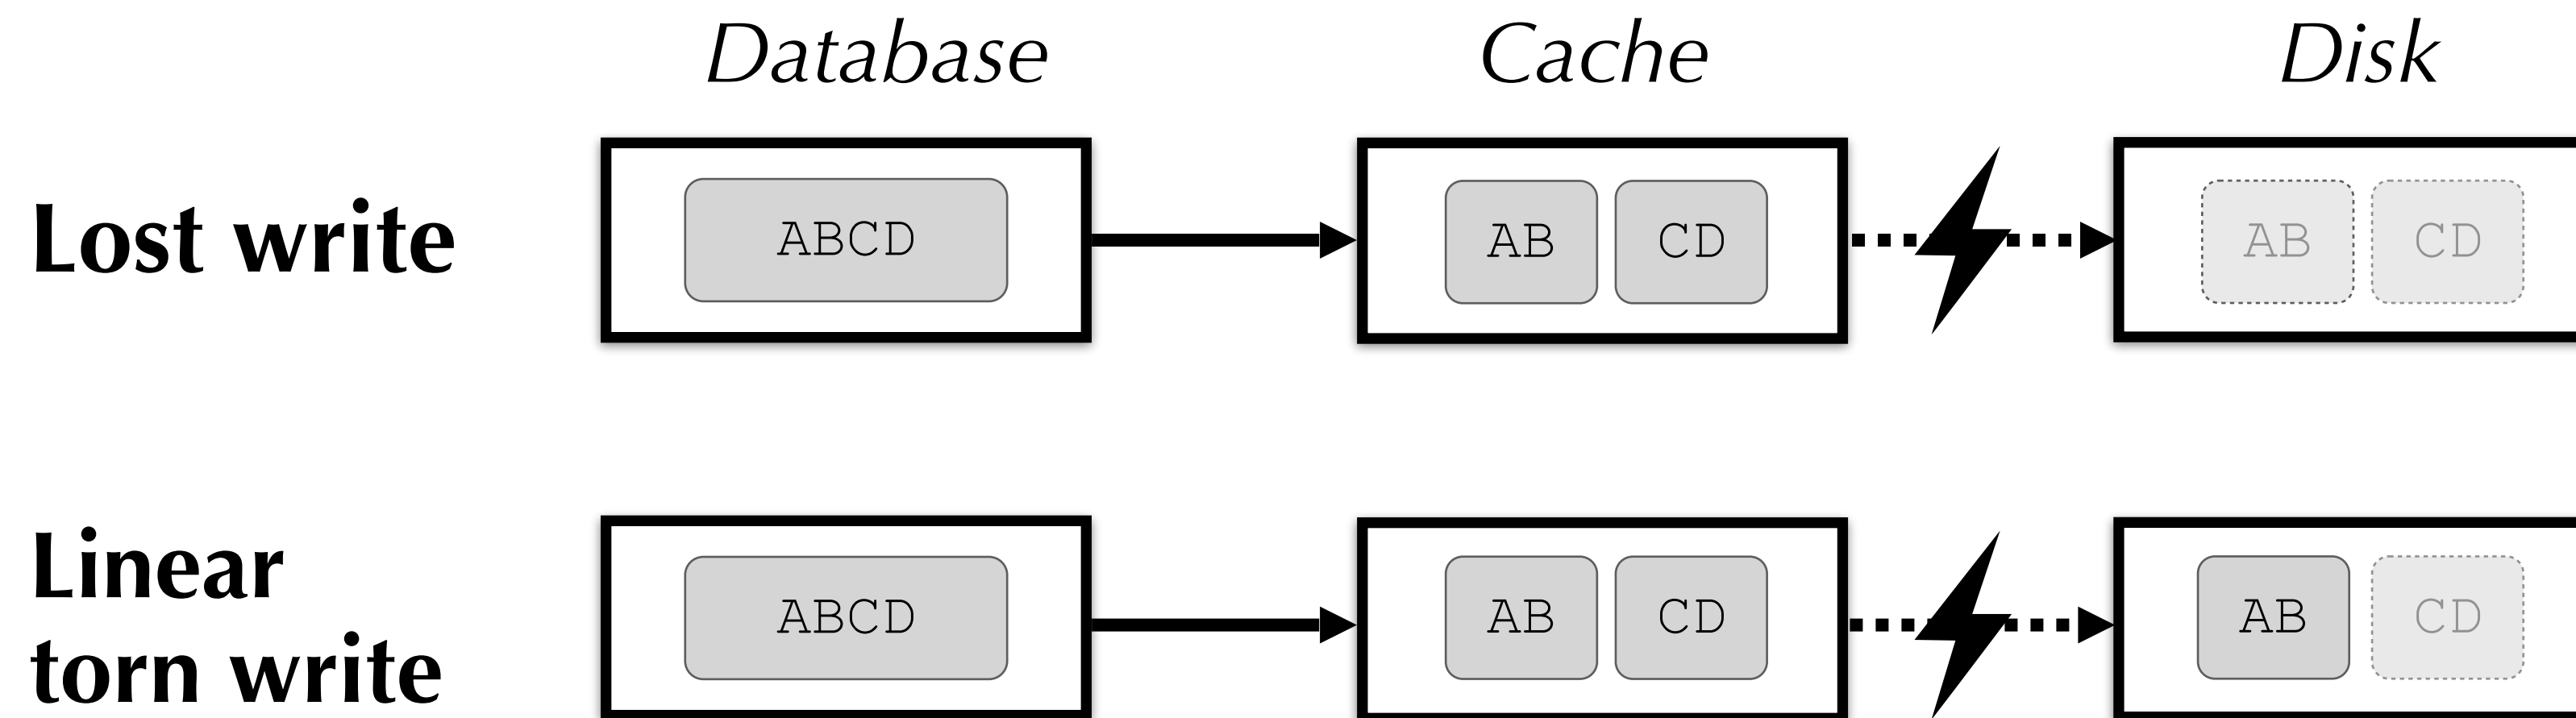 Database Cache Disk
Lost write ABCD AB CD AB CD
Linear
torn write
ABCD AB CD AB CD